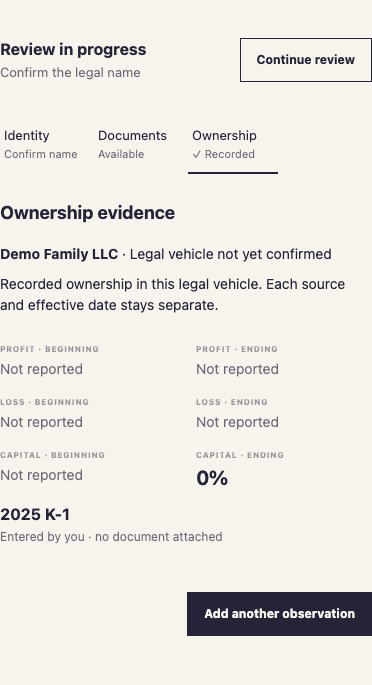 Review in progress
Confirm the legal name
Continue review
Identity
Confirm name
Documents
Available
Ownership
✓ Recorded
Ownership evidence
Demo Family LLC · Legal vehicle not yet confirmed
Recorded ownership in this legal vehicle. Each source
and effective date stays separate.
PROFIT · BEGINNING
Not reported
PROFIT · ENDING
Not reported
LOSS · BEGINNING
Not reported
LOSS · ENDING
Not reported
CAPITAL · BEGINNING
Not reported
CAPITAL · ENDING
0%
2025 K-1
Entered by you · no document attached
Add another observation